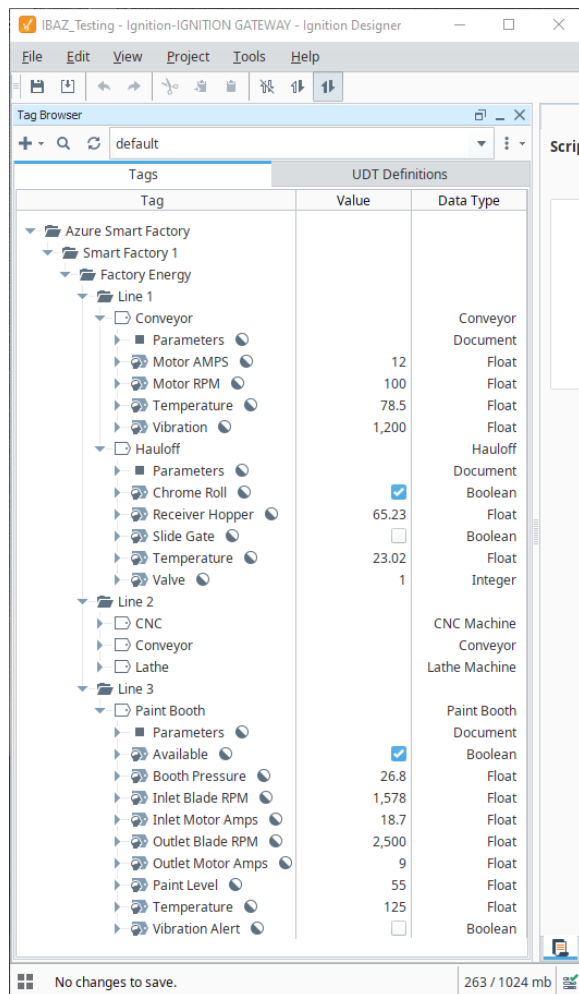 IBAZ_Testing - Ignition-IGNITION GATEWAY - Ignition Designer
File Edit View Project Tools Help
Tag Browser
default
Scrip
Tags UDT Definitions
Tag Value Data Type
Azure Smart Factory
Smart Factory 1
Factory Energy
Line 1
Conveyor Conveyor
Parameters Document
Motor AMPS 12 Float
Motor RPM 100 Float
Temperature 78.5 Float
Vibration 1,200 Float
Hauloff Hauloff
Parameters Document
Chrome Roll Boolean
Receiver Hopper 65.23 Float
Slide Gate Boolean
Temperature 23.02 Float
Valve 1 Integer
Line 2
CNC CNC Machine
Conveyor Conveyor
Lathe Lathe Machine
Line 3
Paint Booth Paint Booth
Parameters Document
Available Boolean
Booth Pressure 26.8 Float
Inlet Blade RPM 1,578 Float
Inlet Motor Amps 18.7 Float
Outlet Blade RPM 2,500 Float
Outlet Motor Amps 9 Float
Paint Level 55 Float
Temperature 125 Float
Vibration Alert Boolean
No changes to save. 263 / 1024 mb